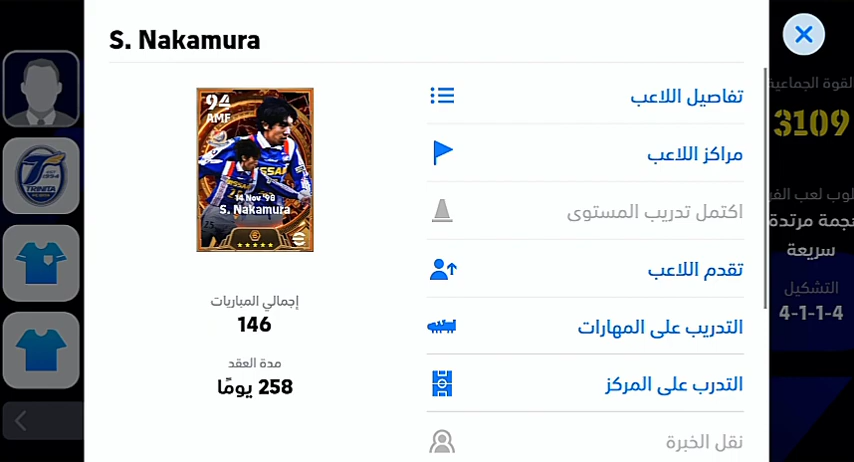 S. Nakamura
94
AMF
NISSAN
14 Nov '98
S. Nakamura
إجمالي المباريات
146
مدة العقد
258 يومًا
تفاصيل اللاعب
مراكز اللاعب
اكتمل تدريب المستوى
تقدم اللاعب
التدريب على المهارات
التدرب على المركز
نقل الخبرة
TRINITA
القوة الجماعية
3109
سريعة
التشكيل
4-1-1-4